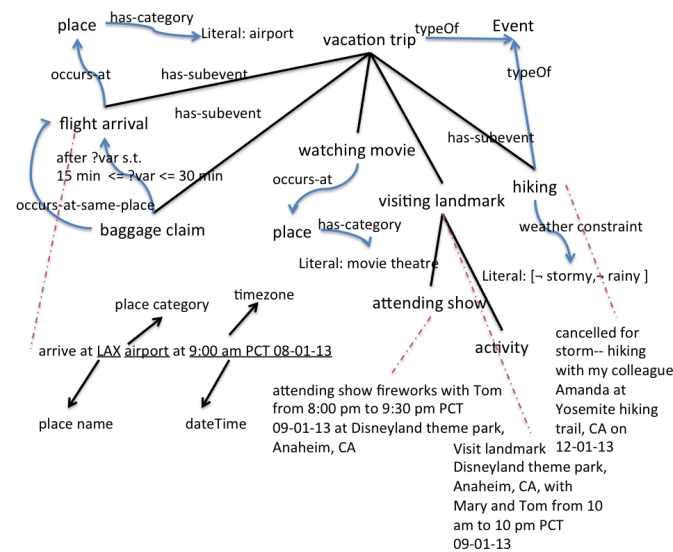 place
has-category
Literal: airport
vacation trip
typeOf
Event
occurs-at
has-subevent
typeOf
has-subevent
flight arrival
has-subevent
watching movie
after ?var s.t.
15 min <= ?var <= 30 min
occurs-at
hiking
occurs-at-same-place
visiting landmark
baggage claim
place
has-category
weather constraint
Literal: movie theatre
Literal: [¬ stormy,¬ rainy ]
place category
timezone
attending show
arrive at LAX airport at 9:00 am PCT 08-01-13
activity
place name
dateTime
attending show fireworks with Tom
from 8:00 pm to 9:30 pm PCT
09-01-13 at Disneyland theme park,
Anaheim, CA
cancelled for
storm-- hiking
with my colleague
Amanda at
Yosemite hiking
trail, CA on
12-01-13
Visit landmark
Disneyland theme park,
Anaheim, CA, with
Mary and Tom from 10
am to 10 pm PCT
09-01-13